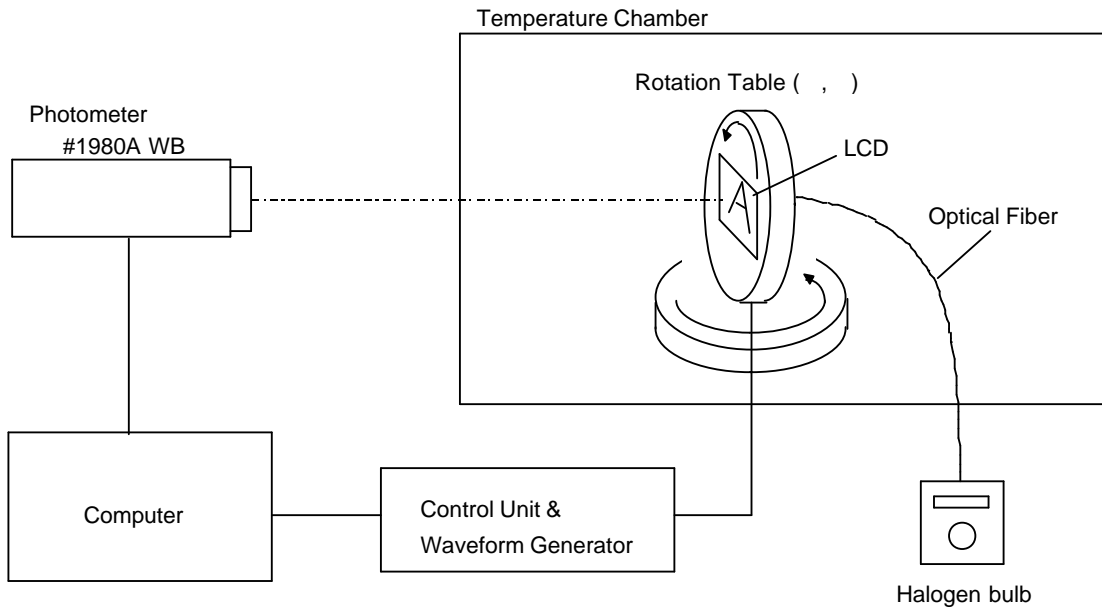 Temperature Chamber
Rotation Table ( , )
Photometer
#1980A WB
LCD
A
Optical Fiber
Computer
Control Unit &
Waveform Generator
Halogen bulb